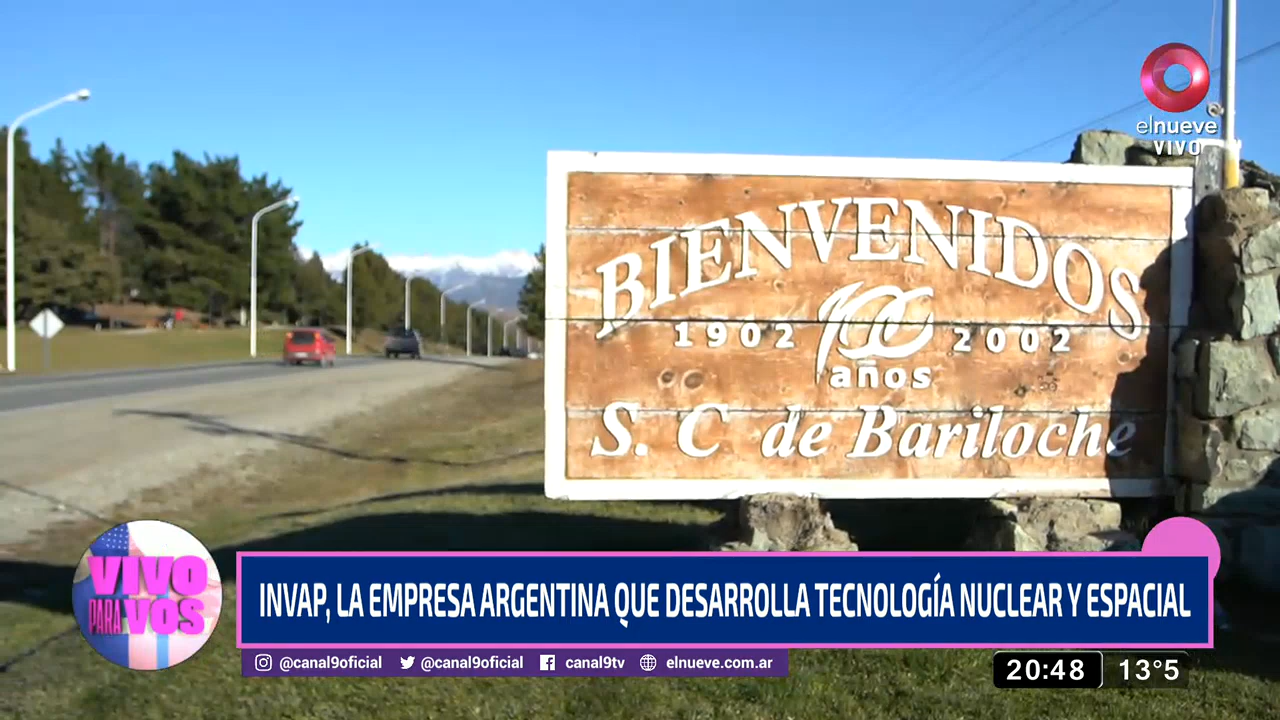 elnueve
VIVO
BIENVENIDOS
1902 100 2002
años
S. C de Bariloche
VIVO
PARA VOS
INVAP, LA EMPRESA ARGENTINA QUE DESARROLLA TECNOLOGÍA NUCLEAR Y ESPACIAL
@canal9oficial @canal9oficial canal9tv elnueve.com.ar
20:48 13°5